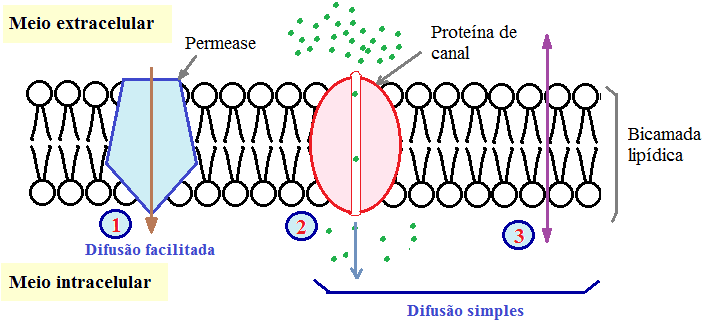 Meio extracelular
Permease
Proteína de
canal
Bicamada
lipídica
1
2
3
Difusão facilitada
Meio intracelular
Difusão simples